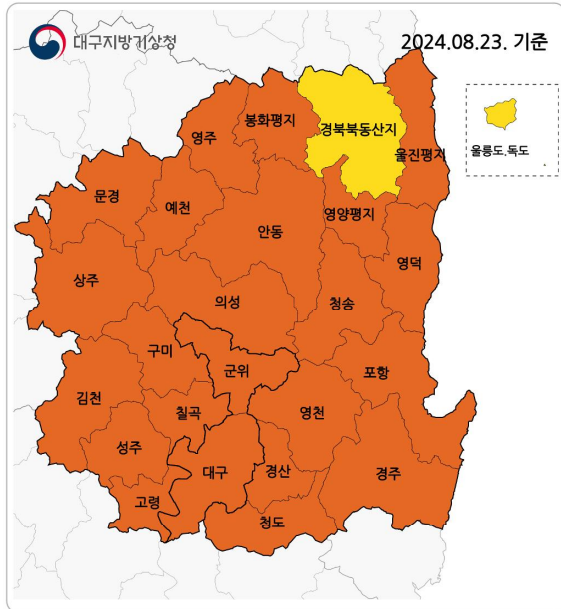 대구지방기상청
2024.08.23. 기준
봉화평지
경북북동산지
영주
울진평지
울릉도.독도
문경
예천
영양평지
안동
영덕
상주
의성
청송
구미
군위
포항
김천
칠곡
영천
성주
대구
경산
경주
고령
청도